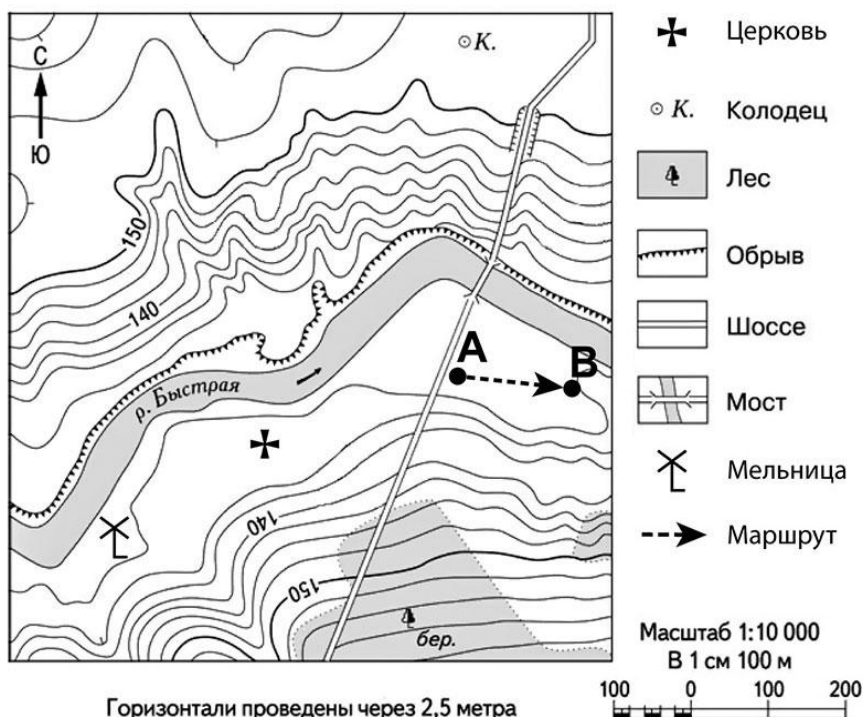 К.
С
Ю
150
140
р. Быстрая
А
В
140
150
бер.
Церковь
К. Колодец
Лес
Обрыв
Шоссе
Мост
Мельница
Маршрут
Масштаб 1:10 000
В 1 см 100 м
Горизонтали проведены через 2,5 метра
100 0 100 200